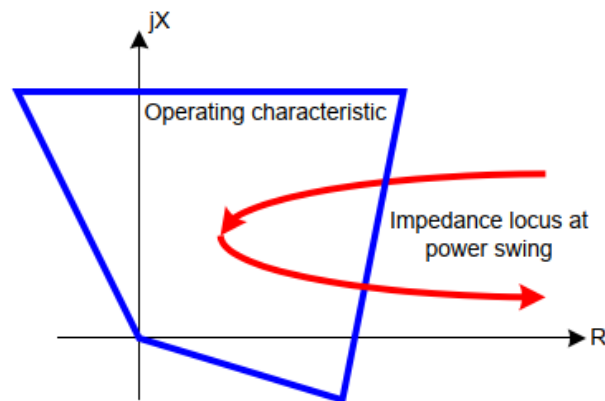 jX
Operating characteristic
Impedance locus at
power swing
R